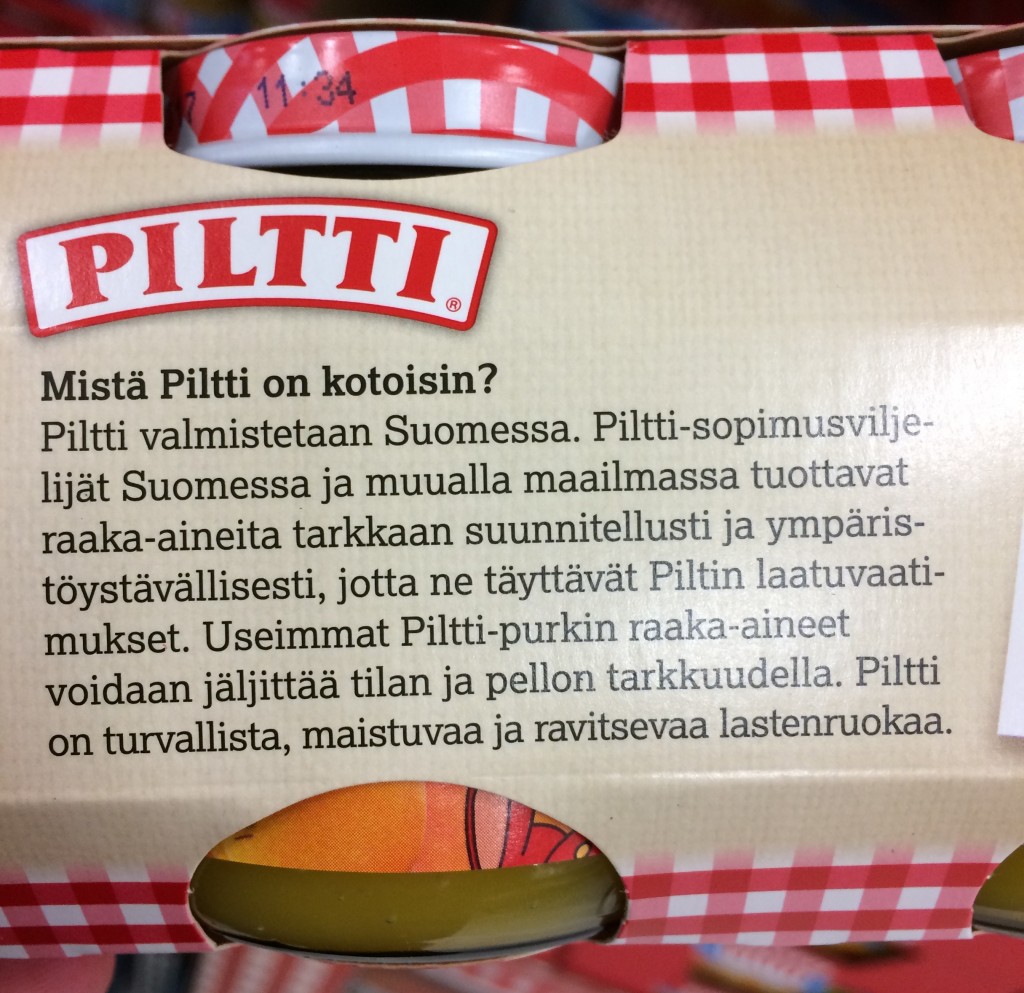 11:34
PILTTI®
Mistä Piltti on kotoisin?
Piltti valmistetaan Suomessa. Piltti-sopimusvilje-
lijät Suomessa ja muualla maailmassa tuottavat
raaka-aineita tarkkaan suunnitellusti ja ympäris-
töystävällisesti, jotta ne täyttävät Piltin laatuvaati-
mukset. Useimmat Piltti-purkin raaka-aineet
voidaan jäljittää tilan ja pellon tarkkuudella. Piltti
on turvallista, maistuvaa ja ravitsevaa lastenruokaa.